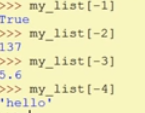 >>> my_list[-1]
True
>>> my_list[-2]
137
>>> my_list[-3]
5.6
>>> my_list[-4]
'hello'